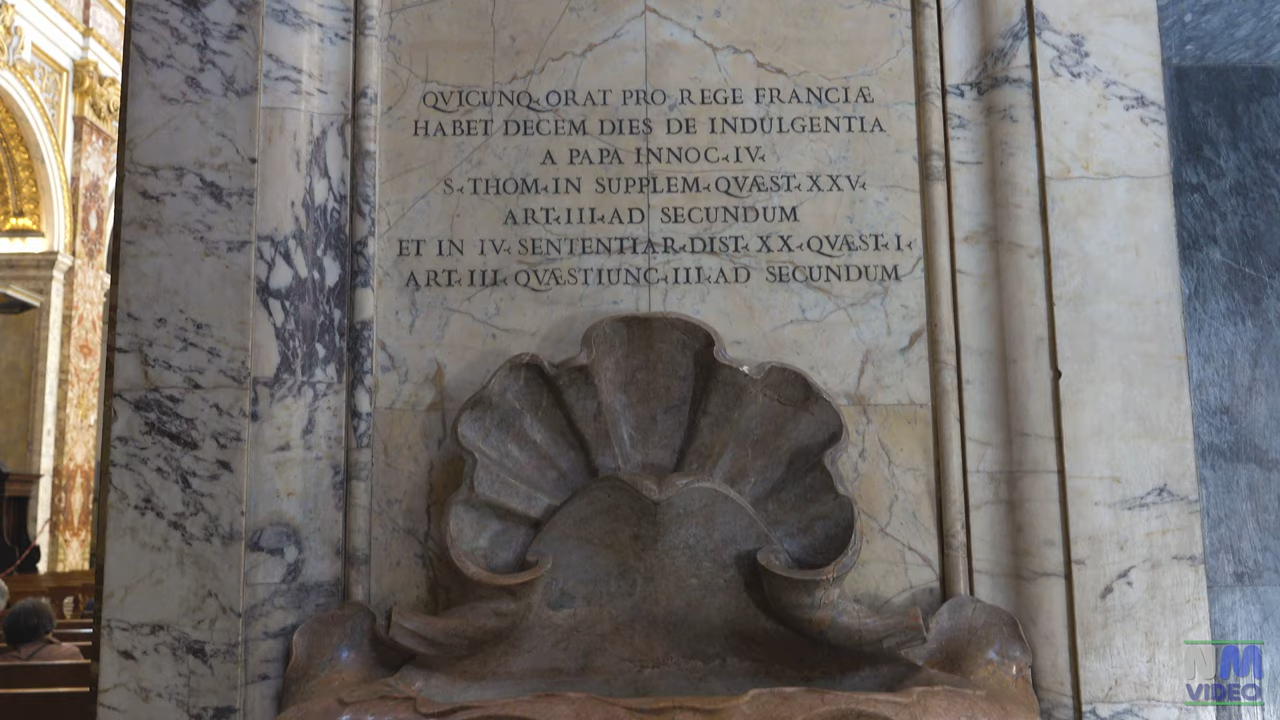 QVICUNQ‹ORAT PRO REGE FRANCIÆ
HABET DECEM DIES DE INDULGENTIA
A PAPA INNOC‹IV‹
S‹THOM‹IN SUPPLEM‹QVÆST‹XXV‹
ART‹III‹AD SECUNDUM
ET IN IV‹SENTENTIAR‹DIST‹XX‹QVÆST‹I‹
ART‹III‹QVÆSTIUNC‹III‹AD SECUNDUM
NM
VIDEO